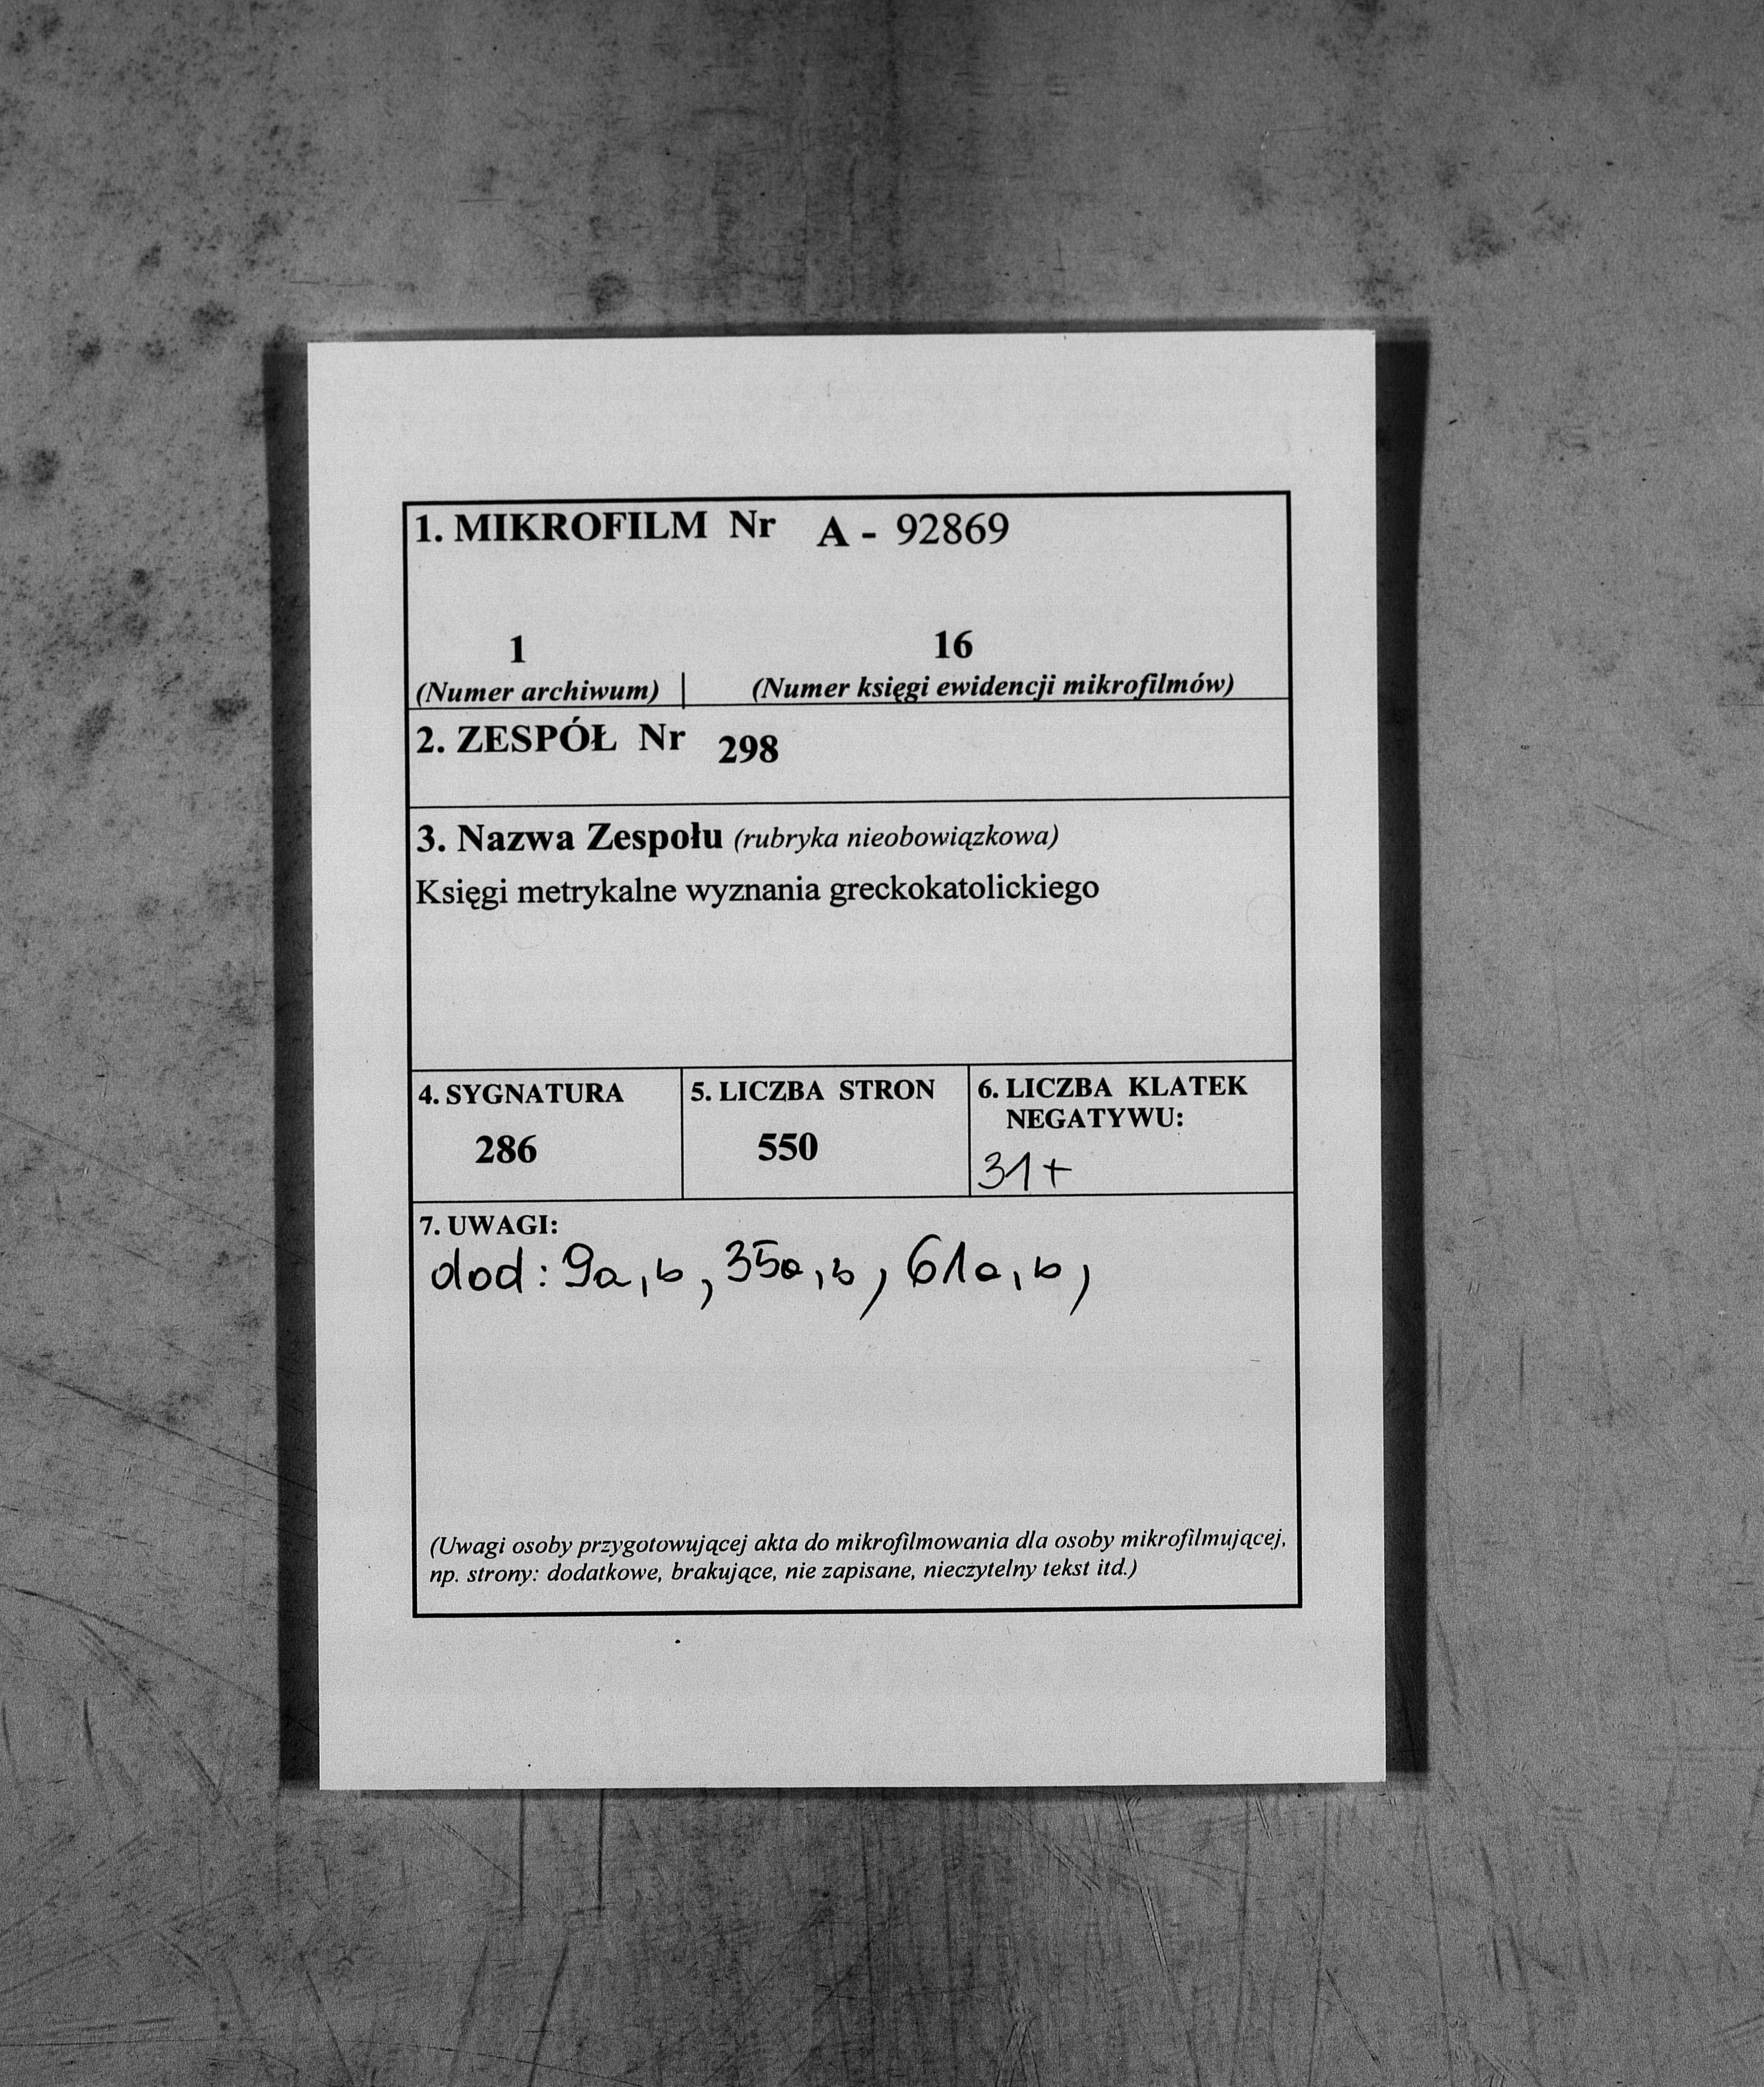 1. MIKROFILM Nr A - 92869
1 16
(Numer archiwum) | (Numer księgi ewidencji mikrofilmów)
2. ZESPÓŁ Nr 298
3. Nazwa Zespołu (rubryka nieobowiązkowa)
Księgi metrykalne wyznania greckokatolickiego
4. SYGNATURA
286
5. LICZBA STRON
550
6. LICZBA KLATEK
NEGATYWU:
31+
7. UWAGI:
dod: 9a,b, 35a,b, 61a,b,
(Uwagi osoby przygotowującej akta do mikrofilmowania dla osoby mikrofilmującej,
np. strony: dodatkowe, brakujące, nie zapisane, nieczytelny tekst itd.)